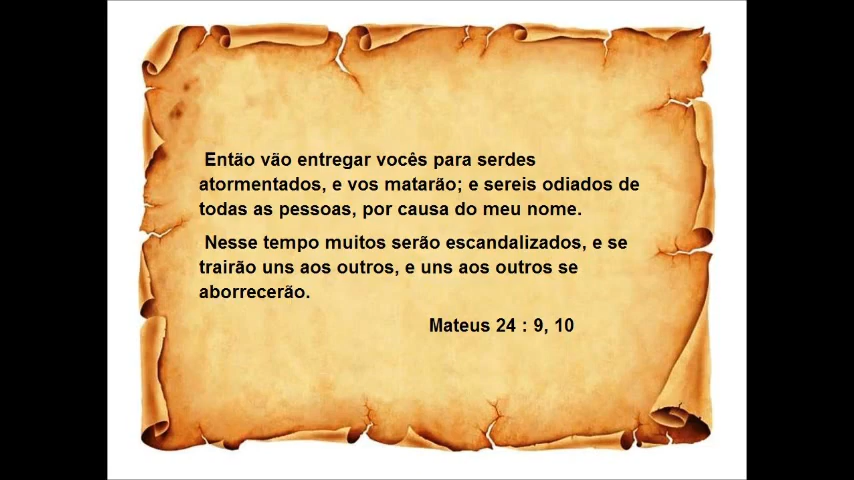 Então vão entregar vocês para serdes
atormentados, e vos matarão; e sereis odiados de
todas as pessoas, por causa do meu nome.
Nesse tempo muitos serão escandalizados, e se
trairão uns aos outros, e uns aos outros se
aborrecerão.
Mateus 24 : 9, 10